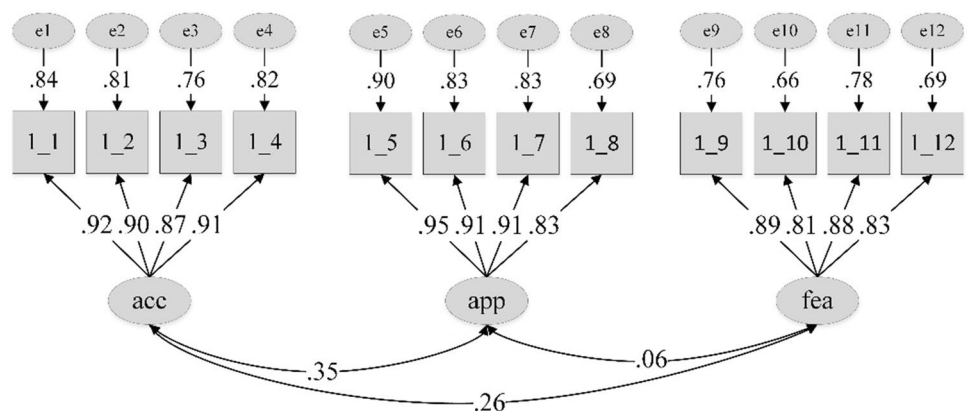 e1 e2 e3 e4 e5 e6 e7 e8 e9 e10 e11 e12
.84 .81 .76 .82 .90 .83 .83 .69 .76 .66 .78 .69
1_1 1_2 1_3 1_4 1_5 1_6 1_7 1_8 1_9 1_10 1_11 1_12
.92 .90 .87 .91 .95 .91 .91 .83 .89 .81 .88 .83
acc app fea
.35 .06
.26